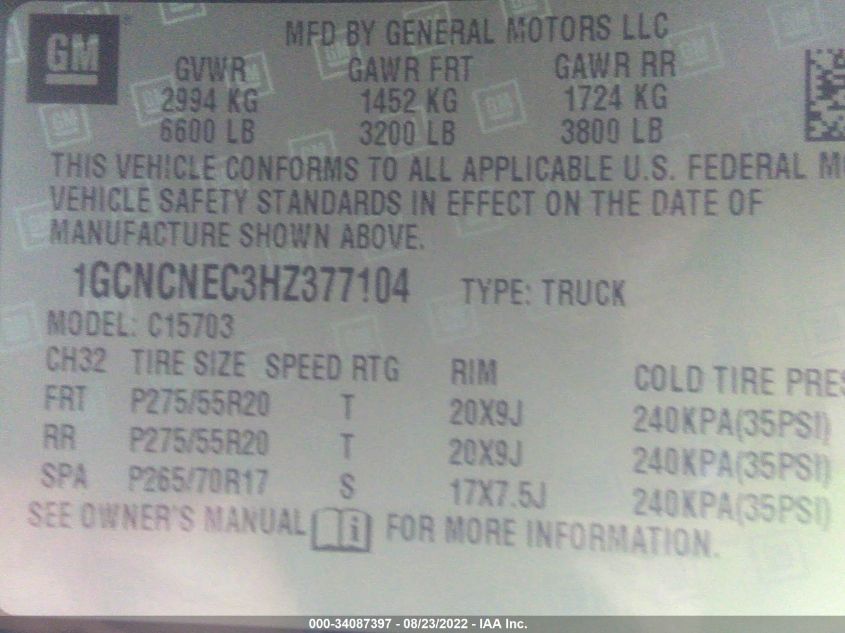 GM
MFD BY GENERAL MOTORS LLC
GVWR GAWR FRT GAWR RR
2994 KG 1452 KG 1724 KG
6600 LB 3200 LB 3800 LB
THIS VEHICLE CONFORMS TO ALL APPLICABLE U.S. FEDERAL MO
VEHICLE SAFETY STANDARDS IN EFFECT ON THE DATE OF
MANUFACTURE SHOWN ABOVE.
1GCNCNEC3HZ377104 TYPE: TRUCK
MODEL: C15703
CH32 TIRE SIZE SPEED RTG RIM COLD TIRE PRES
FRT P275/55R20 T 20X9J 240KPA(35PSI)
RR P275/55R20 T 20X9J 240KPA(35PSI)
SPA P265/70R17 S 17X7.5J 240KPA(35PSI)
SEE OWNER'S MANUAL i FOR MORE INFORMATION.
000-34087397 - 08/23/2022 - IAA Inc.